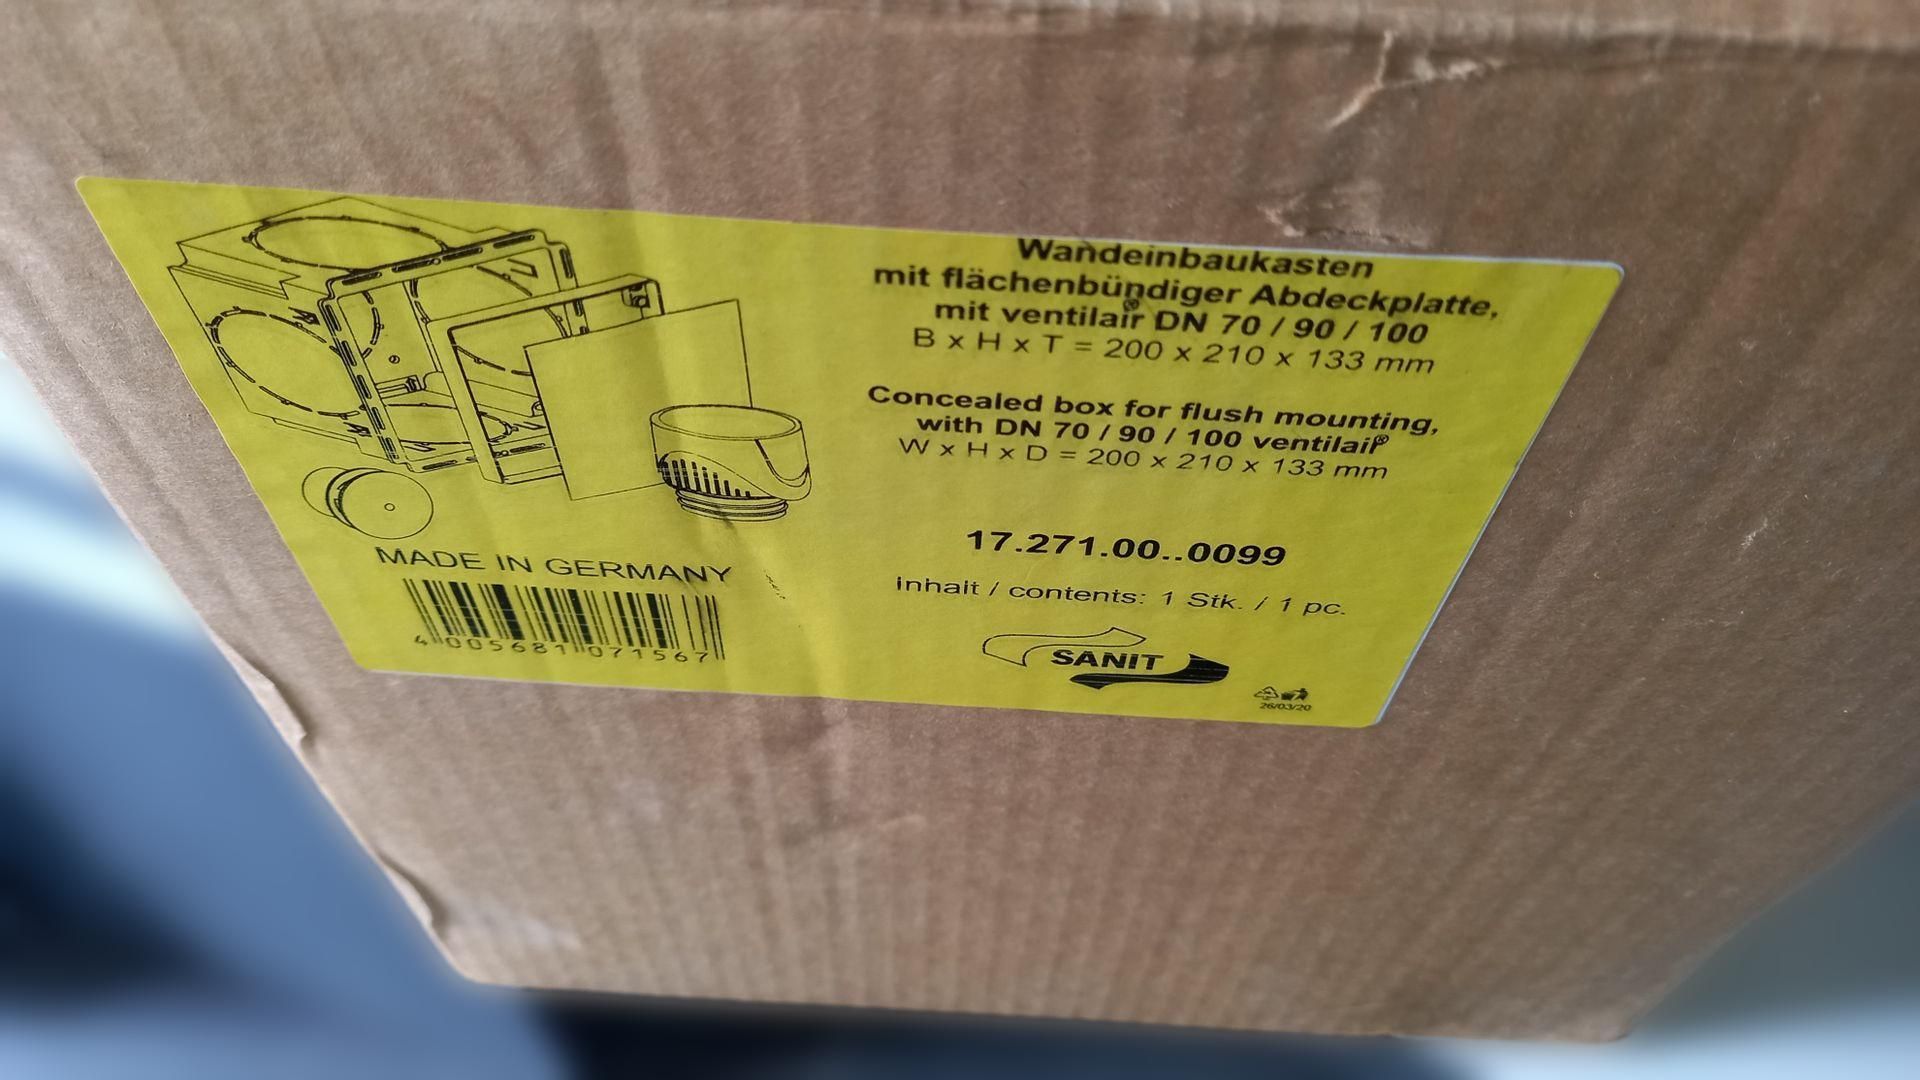 Wandeinbaukasten
mit flächenbündiger Abdeckplatte,
mit ventilair® DN 70 / 90 / 100
B x H x T = 200 x 210 x 133 mm
Concealed box for flush mounting,
with DN 70 / 90 / 100 ventilair®
W x H x D = 200 x 210 x 133 mm
17.271.00..0099
Inhalt / contents: 1 Stk. / 1 pc.
MADE IN GERMANY
4 005681 071567
SANIT
26/03/20